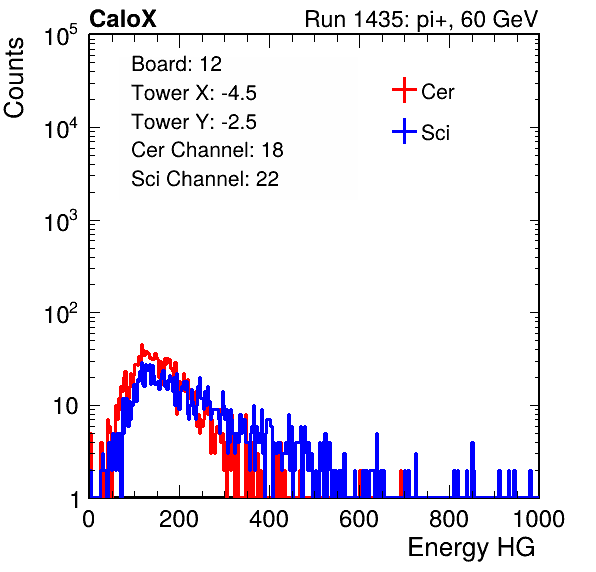 CaloX Run 1435: pi+, 60 GeV
Counts
Board: 12
Tower X: -4.5
Tower Y: -2.5
Cer Channel: 18
Sci Channel: 22
Cer
Sci
10^5
10^4
10^3
10^2
10
1
0 200 400 600 800 1000
Energy HG